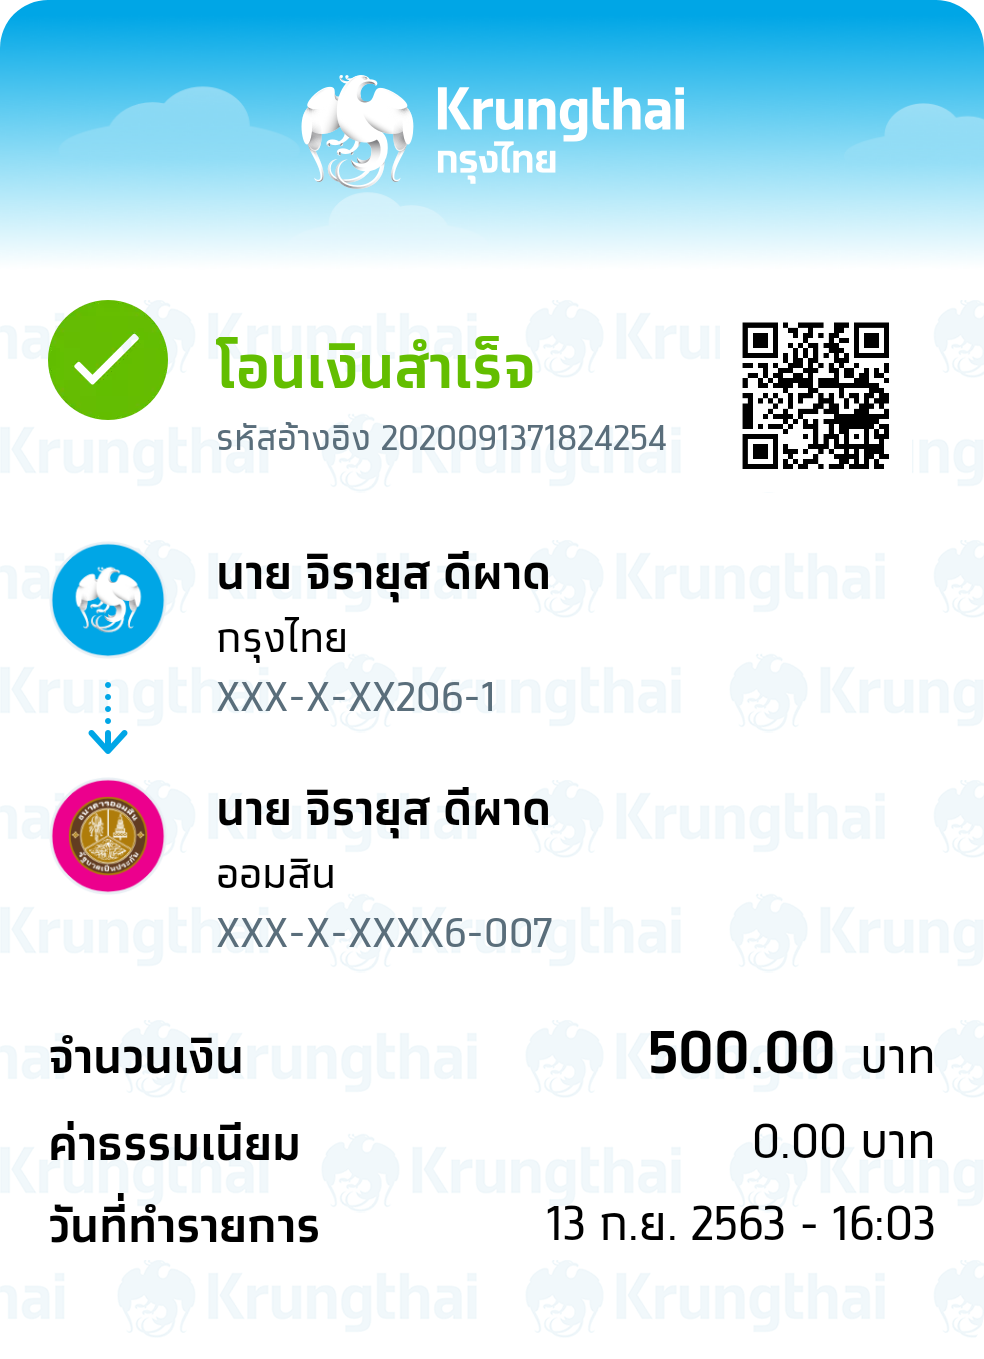 Krungthai
กรุงไทย
โอนเงินสำเร็จ
รหัสอ้างอิง 2020091371824254
นาย จิรายุส ดีผาด
กรุงไทย
XXX-X-XX206-1
นาย จิรายุส ดีผาด
ออมสิน
XXX-X-XXXX6-007
จำนวนเงิน 500.00 บาท
ค่าธรรมเนียม 0.00 บาท
วันที่ทำรายการ 13 ก.ย. 2563 - 16:03